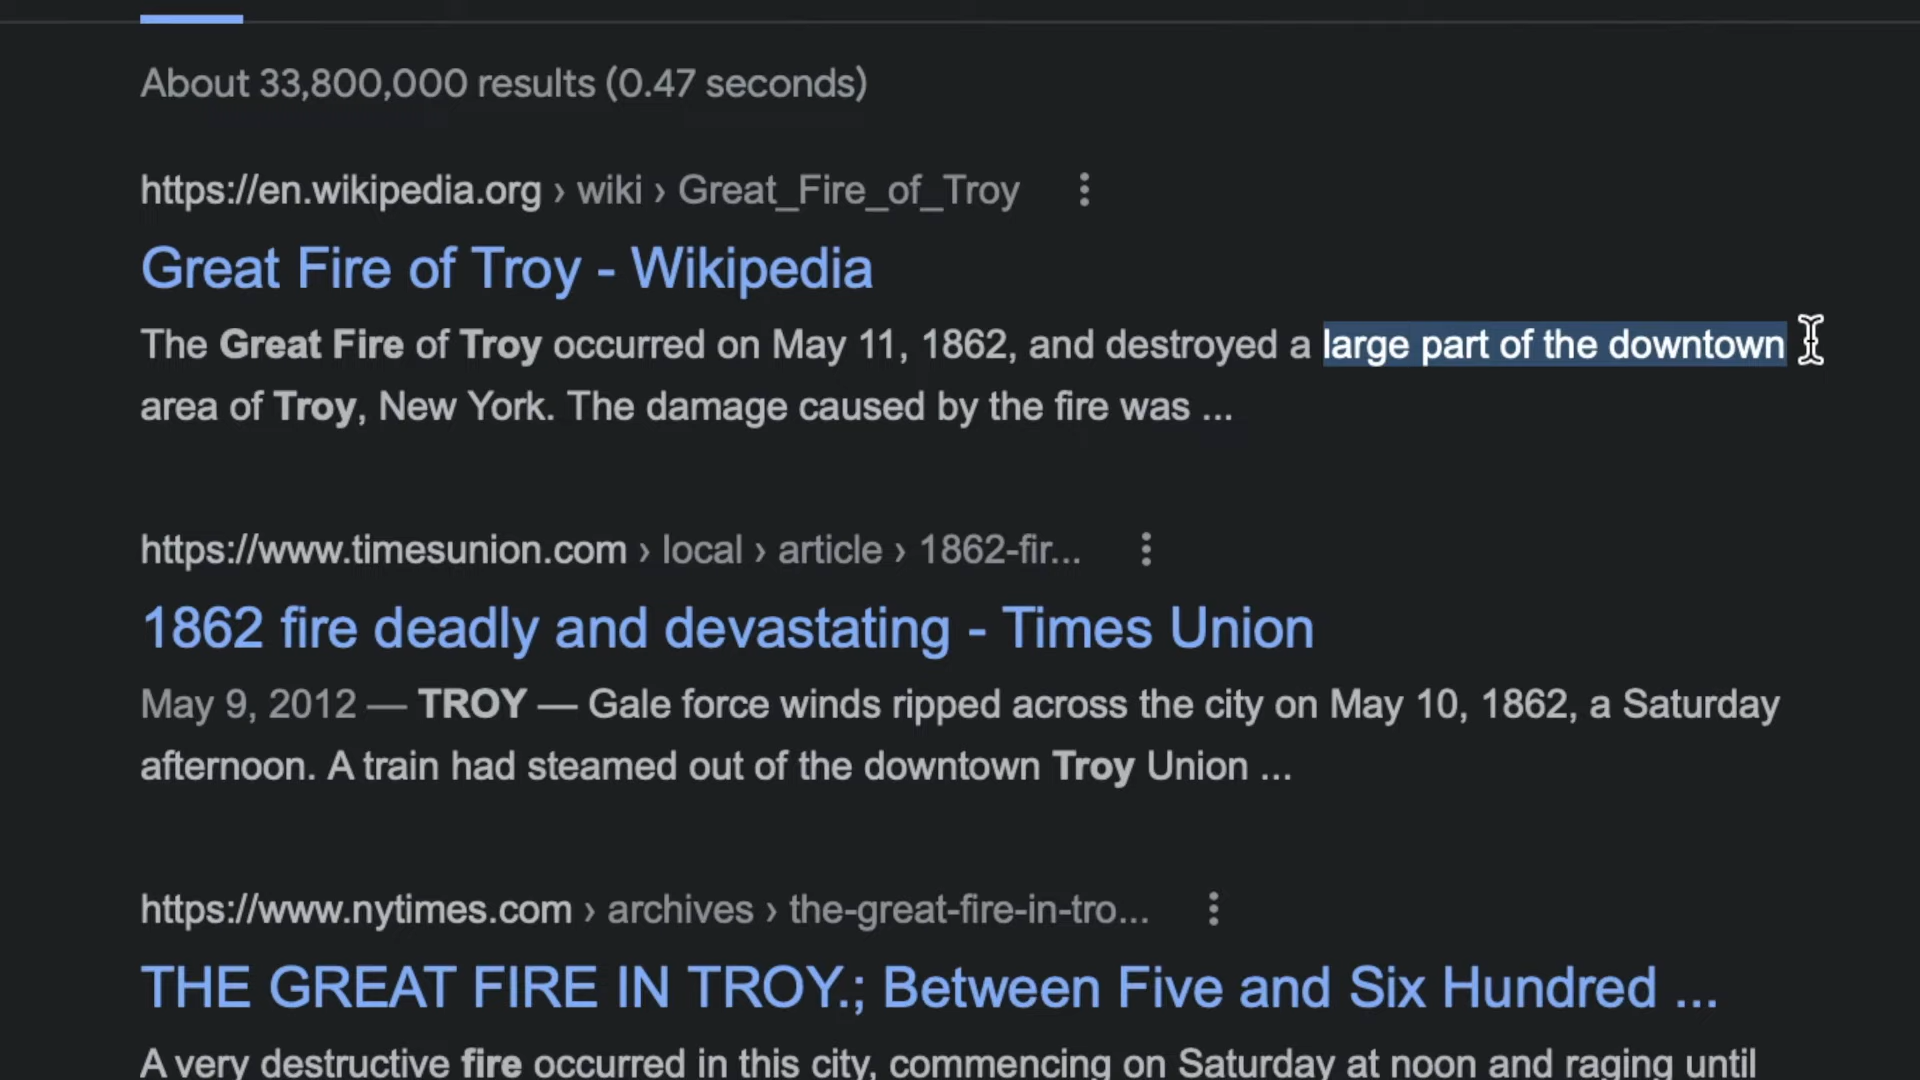 About 33,800,000 results (0.47 seconds)
https://en.wikipedia.org › wiki › Great_Fire_of_Troy
Great Fire of Troy - Wikipedia
The Great Fire of Troy occurred on May 11, 1862, and destroyed a large part of the downtown
area of Troy, New York. The damage caused by the fire was ...
https://www.timesunion.com › local › article › 1862-fir...
1862 fire deadly and devastating - Times Union
May 9, 2012 — TROY — Gale force winds ripped across the city on May 10, 1862, a Saturday
afternoon. A train had steamed out of the downtown Troy Union ...
https://www.nytimes.com › archives › the-great-fire-in-tro...
THE GREAT FIRE IN TROY.; Between Five and Six Hundred ...
A very destructive fire occurred in this city, commencing on Saturday at noon and raging until